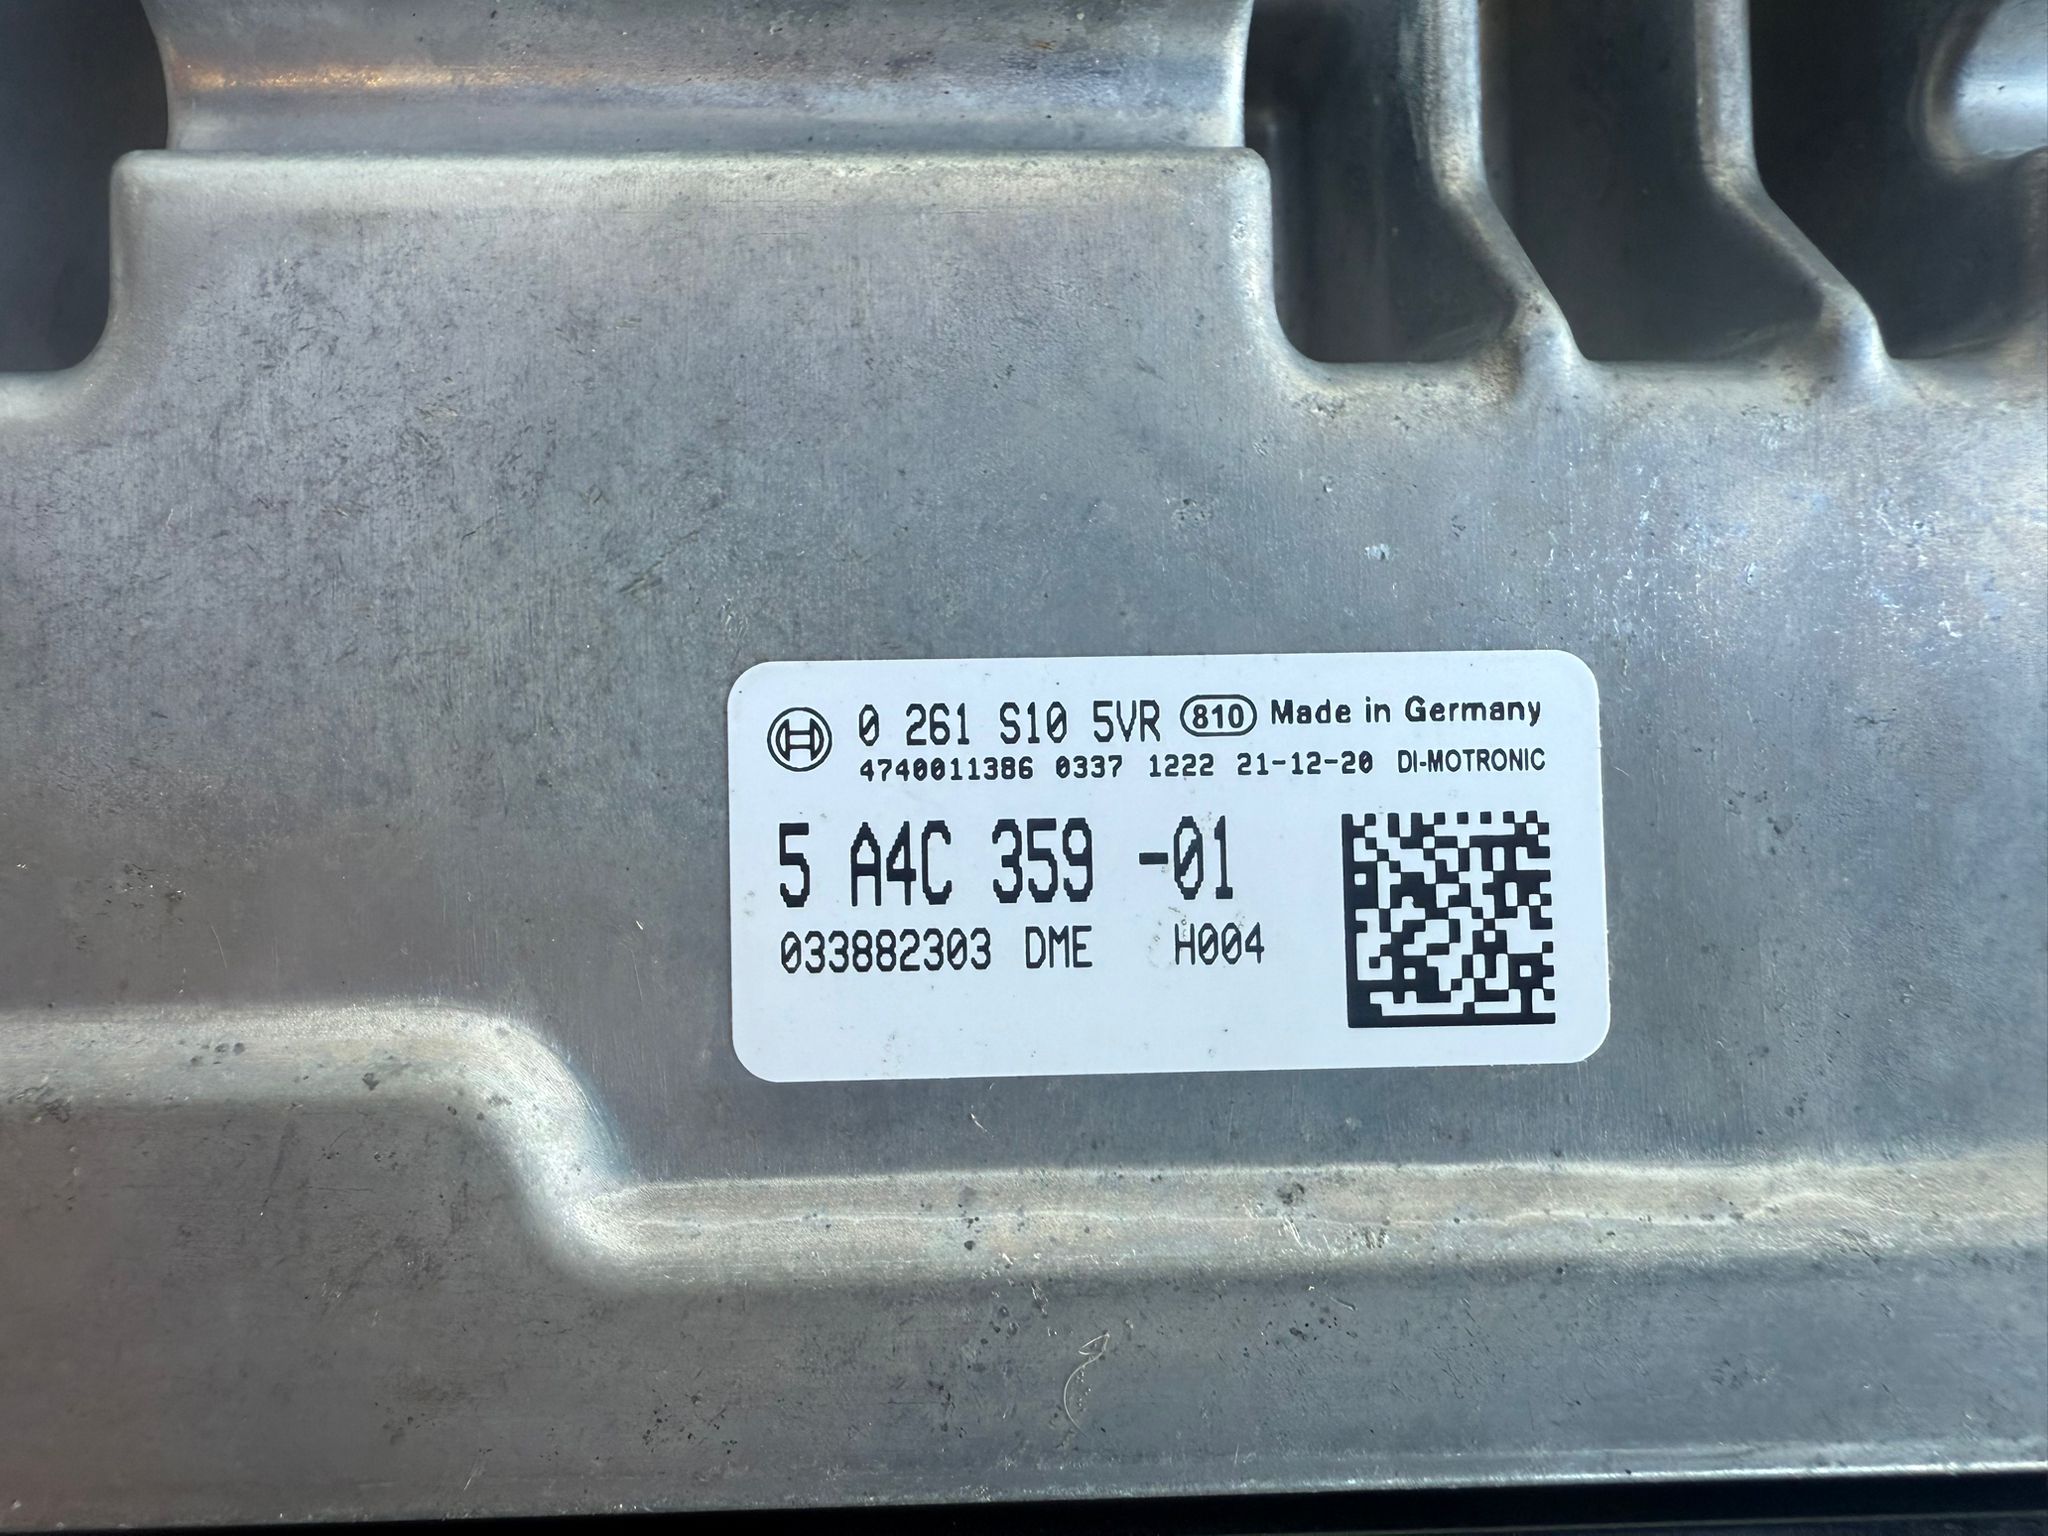 0 261 S10 5VR 810 Made in Germany
4740011386 0337 1222 21-12-20 DI-MOTRONIC
5 A4C 359 -01
033882303 DME H004